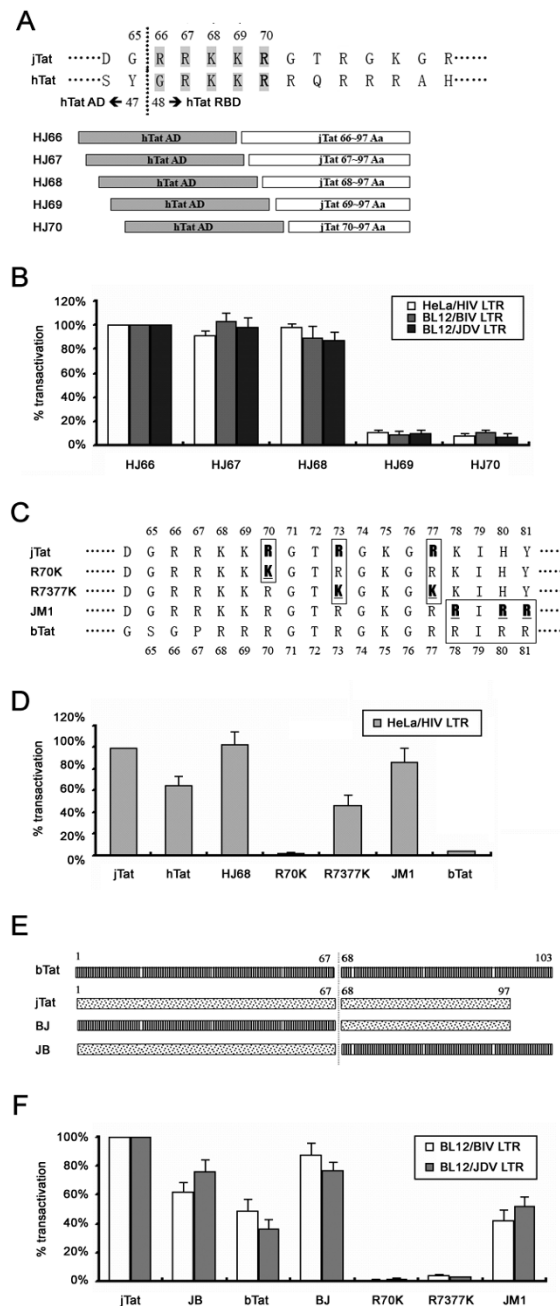 A
65 66 67 68 69 70
jTat ······ D G R R K K R G T R G K G R ······
hTat ······ S Y G R K K R R Q R R R A H ······
hTat AD ← 47 48 → hTat RBD
HJ66 hTat AD jTat 66~97 Aa
HJ67 hTat AD jTat 67~97 Aa
HJ68 hTat AD jTat 68~97 Aa
HJ69 hTat AD jTat 69~97 Aa
HJ70 hTat AD jTat 70~97 Aa
B
% transactivation
120%
100%
80%
60%
40%
20%
0%
HeLa/HIV LTR
BL12/BIV LTR
BL12/JDV LTR
HJ66 HJ67 HJ68 HJ69 HJ70
C
65 66 67 68 69 70 71 72 73 74 76 77 78 79 80 81
jTat ······ D G R R K K R G T R G K G R K I H Y ······
R70K ······ D G R R K K K G T R G K G R K I H Y ······
R7377K ······ D G R R K K R G T K G K G K K I H Y ······
JM1 ······ D G R R K K R G T R G K G R R I R R ······
bTat ······ G S G P R R R G T R G K G R R I R R ······
65 66 67 68 69 70 71 72 73 74 76 77 78 79 80 81
D
% transactivation
120%
100%
80%
60%
40%
20%
0%
HeLa/HIV LTR
jTat hTat HJ68 R70K R7377K JM1 bTat
E
1 67 68 103
bTat
1 67 68 97
jTat
BJ
JB
F
% transactivation
100%
80%
60%
40%
20%
0%
BL12/BIV LTR
BL12/JDV LTR
jTat JB bTat BJ R70K R7377K JM1